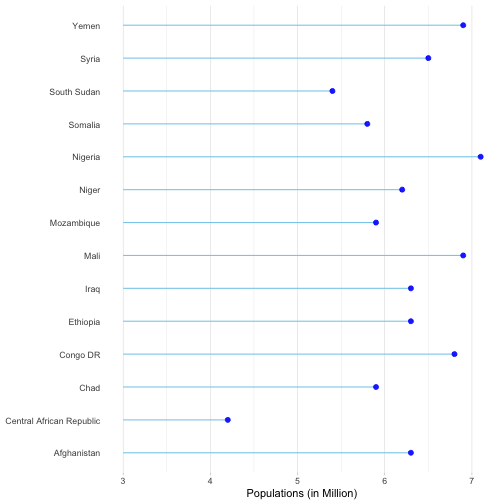 Yemen
Syria
South Sudan
Somalia
Nigeria
Niger
Mozambique
Mali
Iraq
Ethiopia
Congo DR
Chad
Central African Republic
Afghanistan
3 4 5 6 7
Populations (in Million)